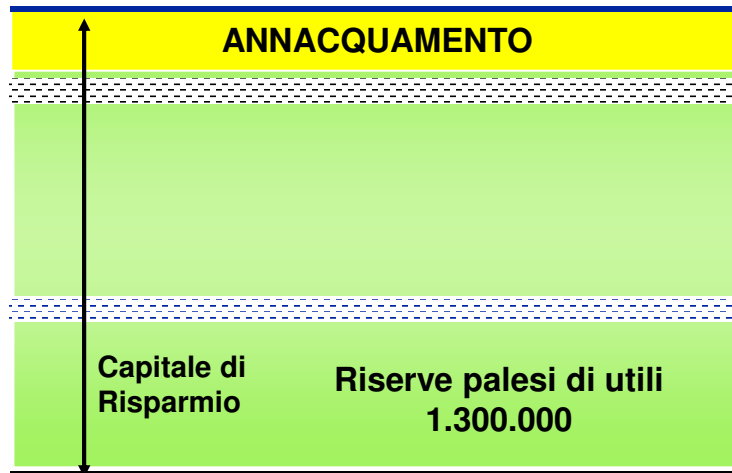 ANNACQUAMENTO
Capitale di
Risparmio
Riserve palesi di utili
1.300.000